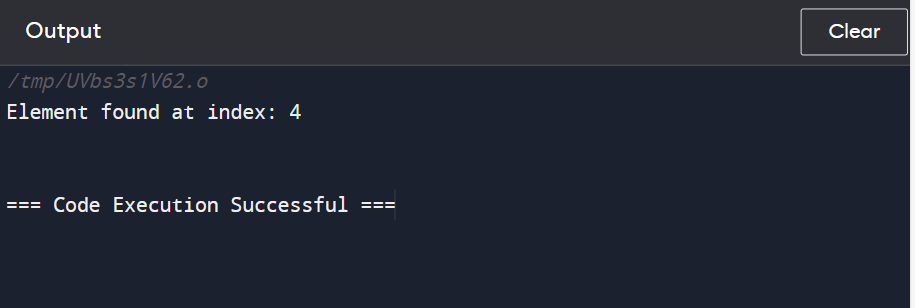 Output
Clear
/tmp/UVbs3s1V62.o
Element found at index: 4
=== Code Execution Successful ===